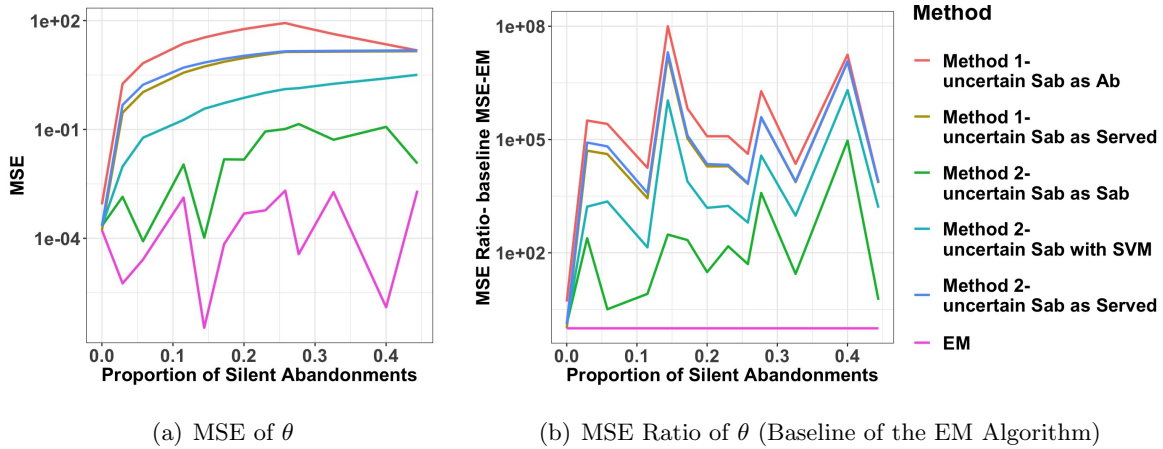 MSE
1e+02
1e-01
1e-04
0.0 0.1 0.2 0.3 0.4
Proportion of Silent Abandonments
(a) MSE of θ
MSE Ratio- baseline MSE-EM
1e+08
1e+05
1e+02
0.0 0.1 0.2 0.3 0.4
Proportion of Silent Abandonments
(b) MSE Ratio of θ (Baseline of the EM Algorithm)
Method
Method 1-
uncertain Sab as Ab
Method 1-
uncertain Sab as Served
Method 2-
uncertain Sab as Sab
Method 2-
uncertain Sab with SVM
Method 2-
uncertain Sab as Served
EM